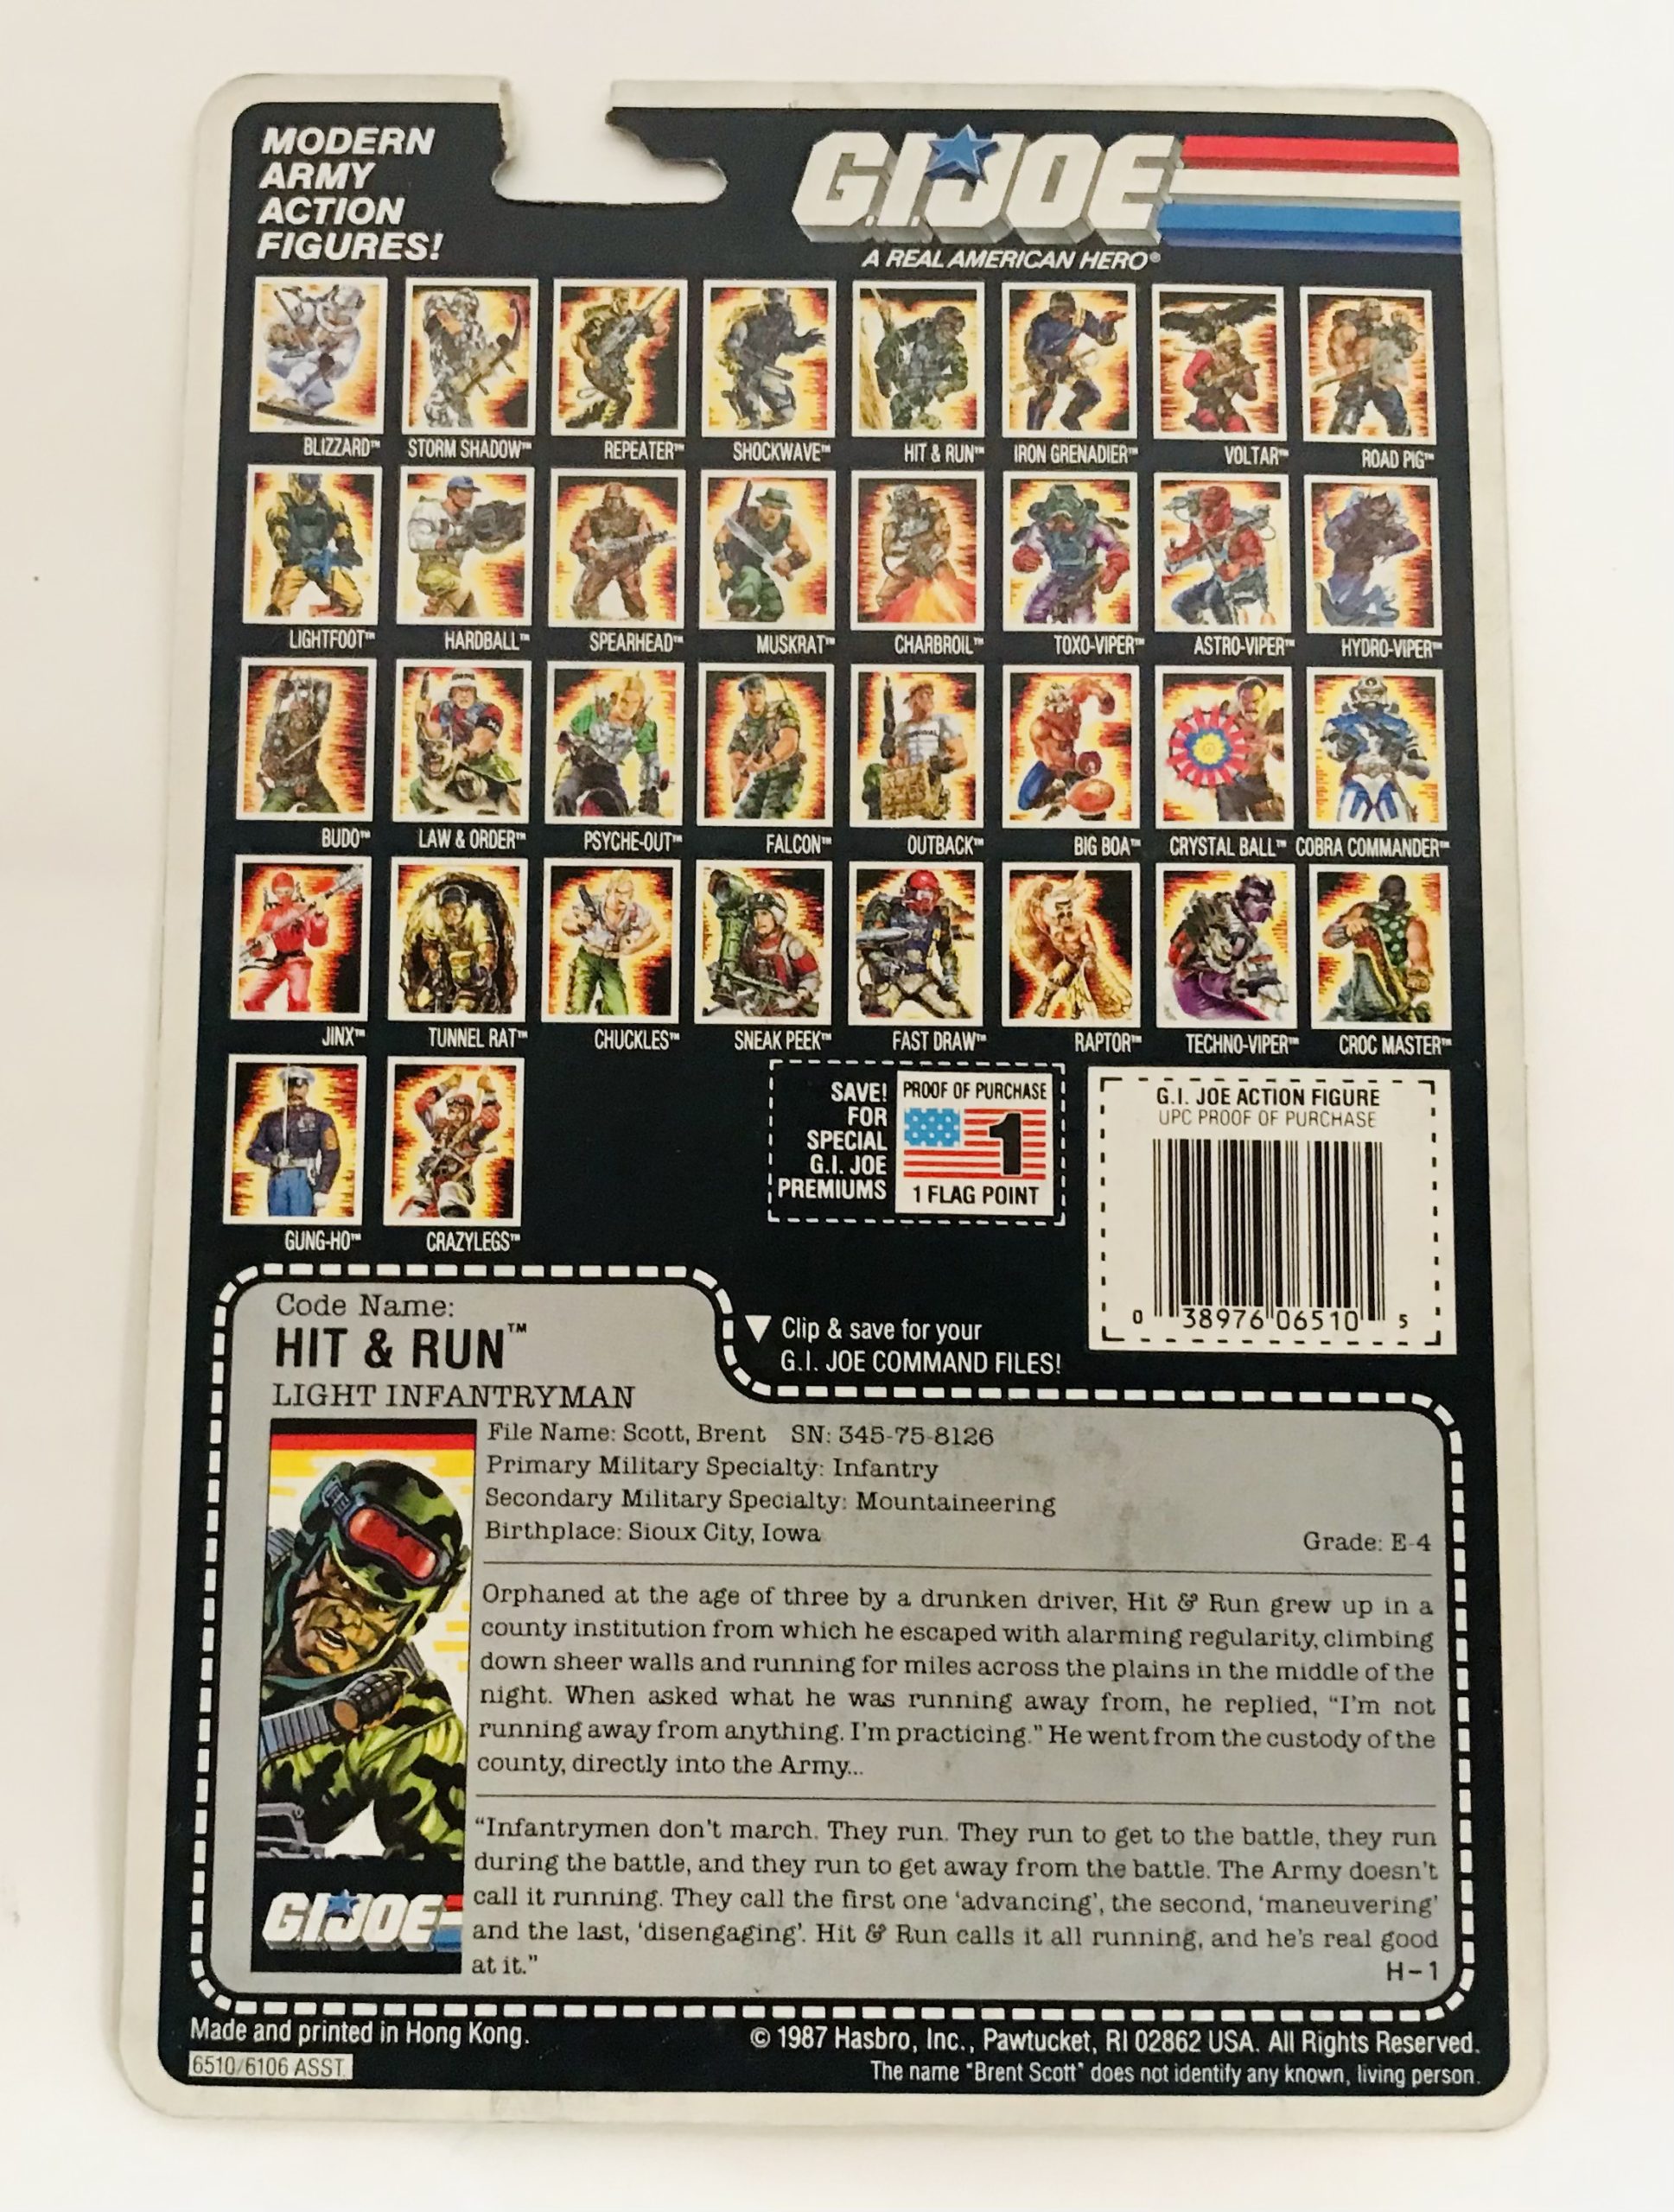 MODERN
ARMY
ACTION
FIGURES!
G.I. JOE
A REAL AMERICAN HERO®
BLIZZARD™ STORM SHADOW™ REPEATER™ SHOCKWAVE™ HIT & RUN™ IRON GRENADIER™ VOLTAR™ ROAD PIG™
LIGHTFOOT™ HARDBALL™ SPEARHEAD™ MUSKRAT™ CHARBROIL™ TOXO-VIPER™ ASTRO-VIPER™ HYDRO-VIPER™
BUDO™ LAW & ORDER™ PSYCHE-OUT™ FALCON™ OUTBACK™ BIG BOA™ CRYSTAL BALL™ COBRA COMMANDER™
JINX™ TUNNEL RAT™ CHUCKLES™ SNEAK PEEK™ FAST DRAW™ RAPTOR™ TECHNO-VIPER™ CROC MASTER™
GUNG-HO™ CRAZYLEGS™
SAVE!
FOR
SPECIAL
G.I. JOE
PREMIUMS
PROOF OF PURCHASE
1
1 FLAG POINT
G.I. JOE ACTION FIGURE
UPC PROOF OF PURCHASE
0 38976 06510 5
▼ Clip & save for your
G.I. JOE COMMAND FILES!
Code Name:
HIT & RUN™
LIGHT INFANTRYMAN
File Name: Scott, Brent SN: 345-75-8126
Primary Military Specialty: Infantry
Secondary Military Specialty: Mountaineering
Birthplace: Sioux City, Iowa Grade: E-4
Orphaned at the age of three by a drunken driver, Hit & Run grew up in a
county institution from which he escaped with alarming regularity, climbing
down sheer walls and running for miles across the plains in the middle of the
night. When asked what he was running away from, he replied, “I'm not
running away from anything. I'm practicing.” He went from the custody of the
county, directly into the Army...
“Infantrymen don't march. They run. They run to get to the battle, they run
during the battle, and they run to get away from the battle. The Army doesn't
call it running. They call the first one ‘advancing’, the second, ‘maneuvering’
and the last, ‘disengaging’. Hit & Run calls it all running, and he's real good
at it.” H-1
G.I. JOE
Made and printed in Hong Kong.
6510/6106 ASST.
© 1987 Hasbro, Inc., Pawtucket, RI 02862 USA. All Rights Reserved.
The name "Brent Scott" does not identify any known, living person.